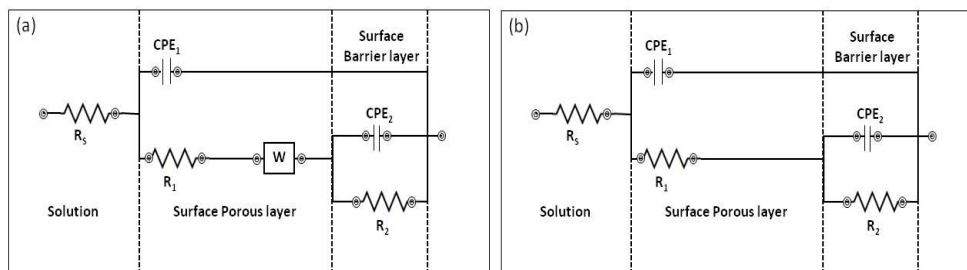 (a)
CPE1
Surface
Barrier layer
CPE2
Rs
W
R1
Solution
Surface Porous layer
R2
(b)
CPE1
Surface
Barrier layer
CPE2
Rs
R1
Solution
Surface Porous layer
R2